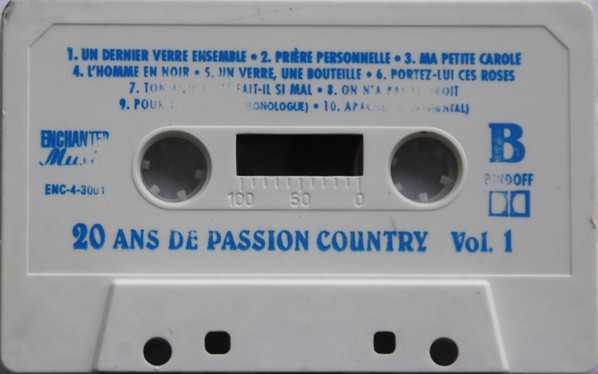 1. UN DERNIER VERRE ENSEMBLE • 2. PRIÈRE PERSONNELLE • 3. MA PETITE CAROLE
4. L'HOMME EN NOIR • 5. UN VERRE, UNE BOUTEILLE • 6. PORTEZ-LUI CES ROSES
7. FAIT-IL SI MAL • 8. ON N'A
9. POUR (MONOLOGUE) • 10.
ENCHANTED
Music
B
ENC-4-3001
100 50 0
20 ANS DE PASSION COUNTRY Vol. 1